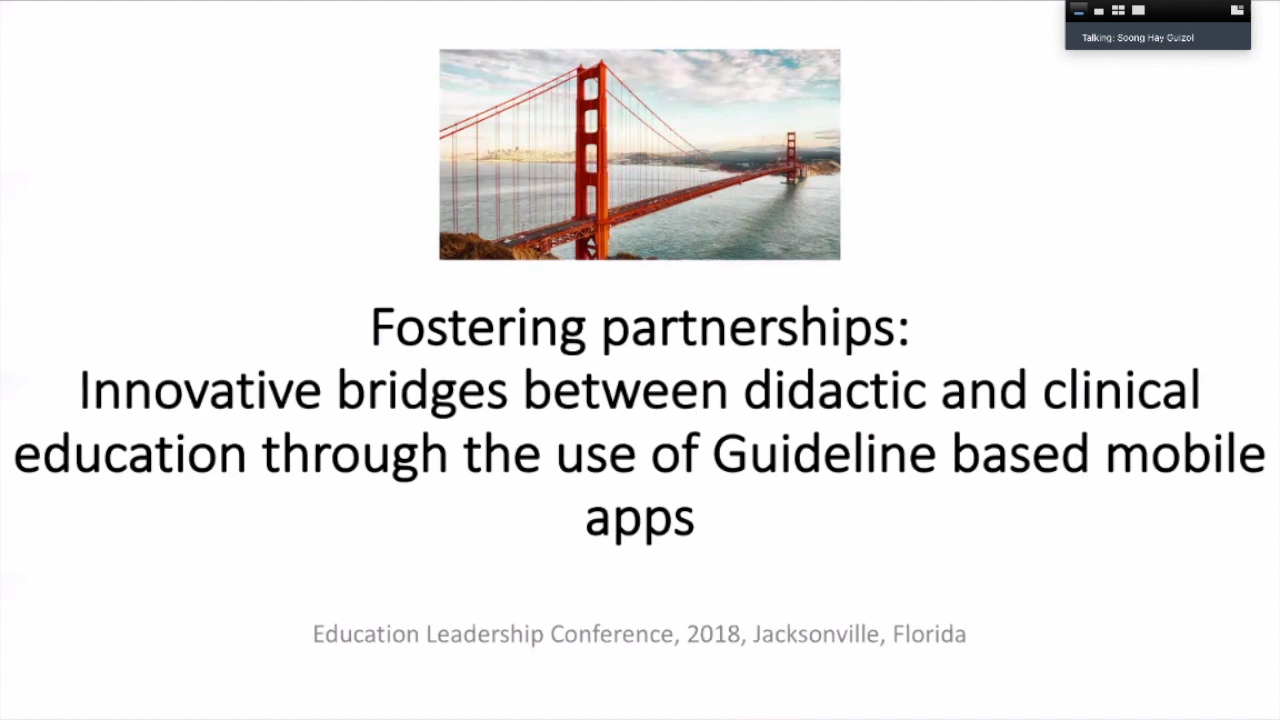 Talking: Soong Hay Guizol
Fostering partnerships:
Innovative bridges between didactic and clinical
education through the use of Guideline based mobile
apps
Education Leadership Conference, 2018, Jacksonville, Florida